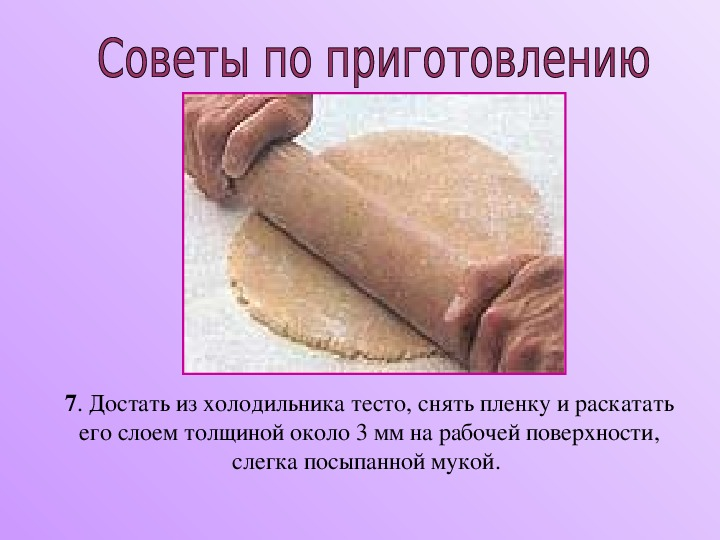 Советы по приготовлению
7. Достать из холодильника тесто, снять пленку и раскатать
его слоем толщиной около 3 мм на рабочей поверхности,
слегка посыпанной мукой.